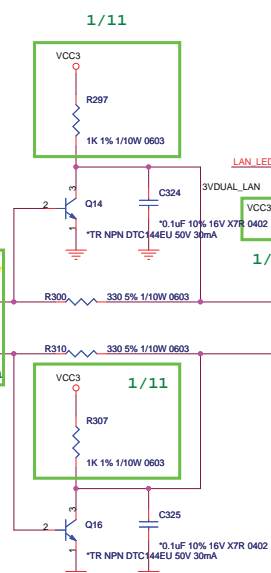 1/11
VCC3
R297
1K 1% 1/10W 0603
LAN_LED
3
C324
3VDUAL_LAN
2
Q14
VCC3
1
*0.1uF 10% 16V X7R 0402
*TR NPN DTC144EU 50V 30mA
1/
R300
330 5% 1/10W 0603
R310
330 5% 1/10W 0603
VCC3
1/11
R307
1K 1% 1/10W 0603
3
C325
2
Q16
1
*0.1uF 10% 16V X7R 0402
*TR NPN DTC144EU 50V 30mA